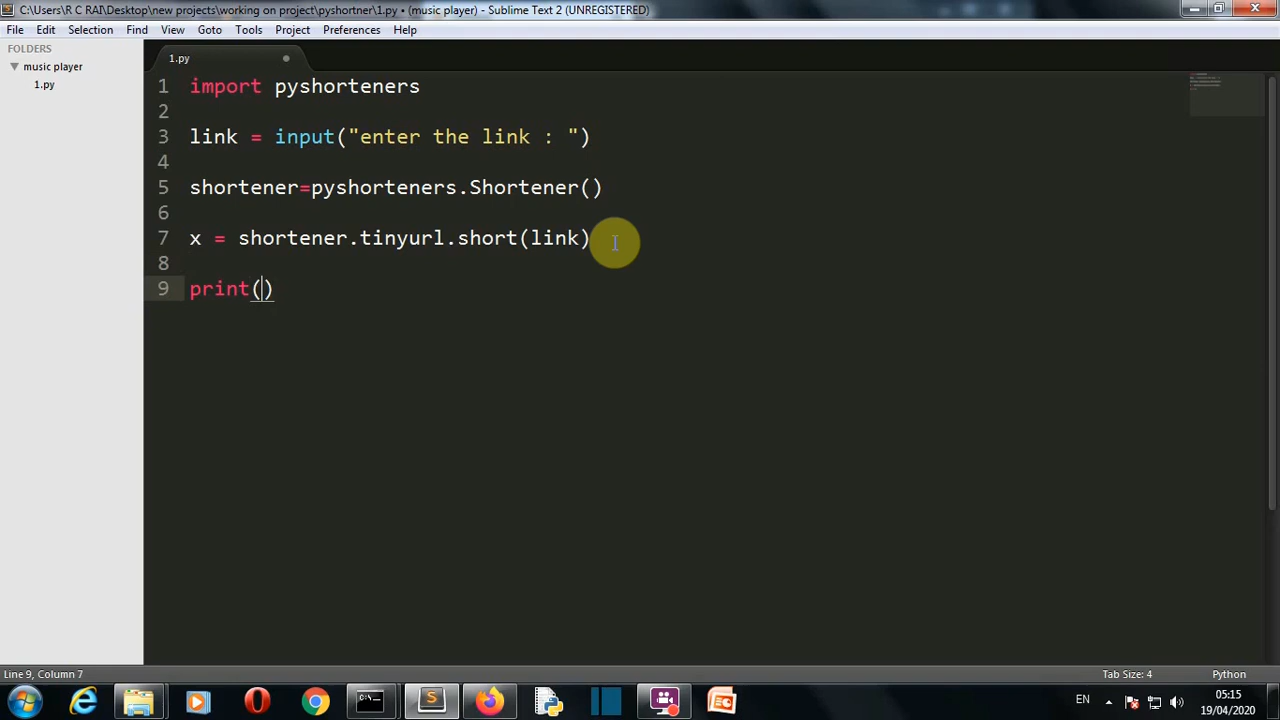 C:\Users\R C RAI\Desktop\new projects\working on project\pyshortner\1.py • (music player) - Sublime Text 2 (UNREGISTERED)
File Edit Selection Find View Goto Tools Project Preferences Help
FOLDERS
music player
1.py
1.py
1 import pyshorteners
2
3 link = input("enter the link : ")
4
5 shortener=pyshorteners.Shortener()
6
7 x = shortener.tinyurl.short(link)
8
9 print()
Line 9, Column 7
Tab Size: 4
Python
EN
05:15
19/04/2020